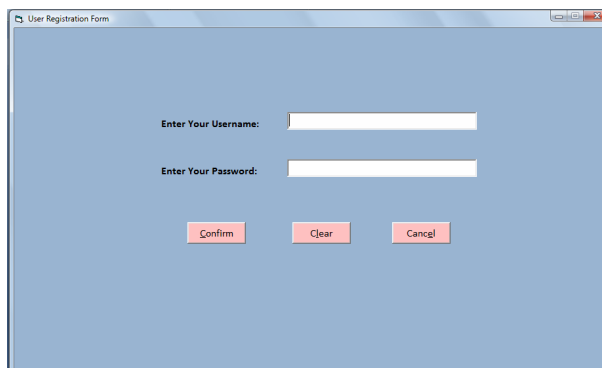 User Registration Form
Enter Your Username:
Enter Your Password:
Confirm Clear Cancel